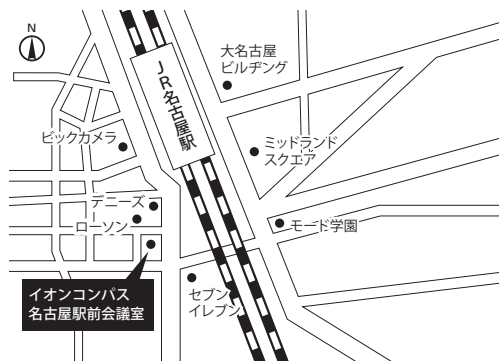 N
大名古屋
ビルヂング
JR名古屋駅
ビックカメラ
ミッドランド
スクエア
デニーズ
ローソン
モード学園
イオンコンパス
名古屋駅前会議室
セブン
イレブン